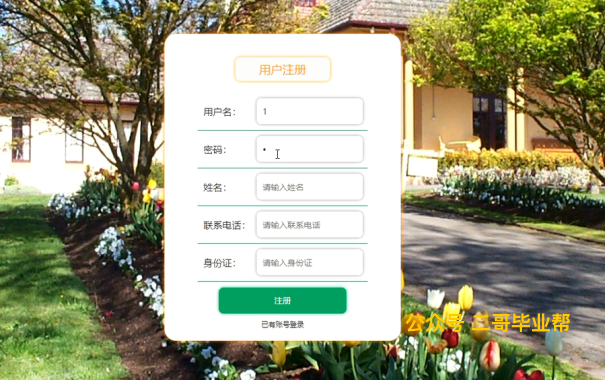 用户注册
用户名：
1
密码：
•
姓名：
请输入姓名
联系电话：
请输入联系电话
身份证：
请输入身份证
注册
已有账号登录
公众号 三哥毕业帮